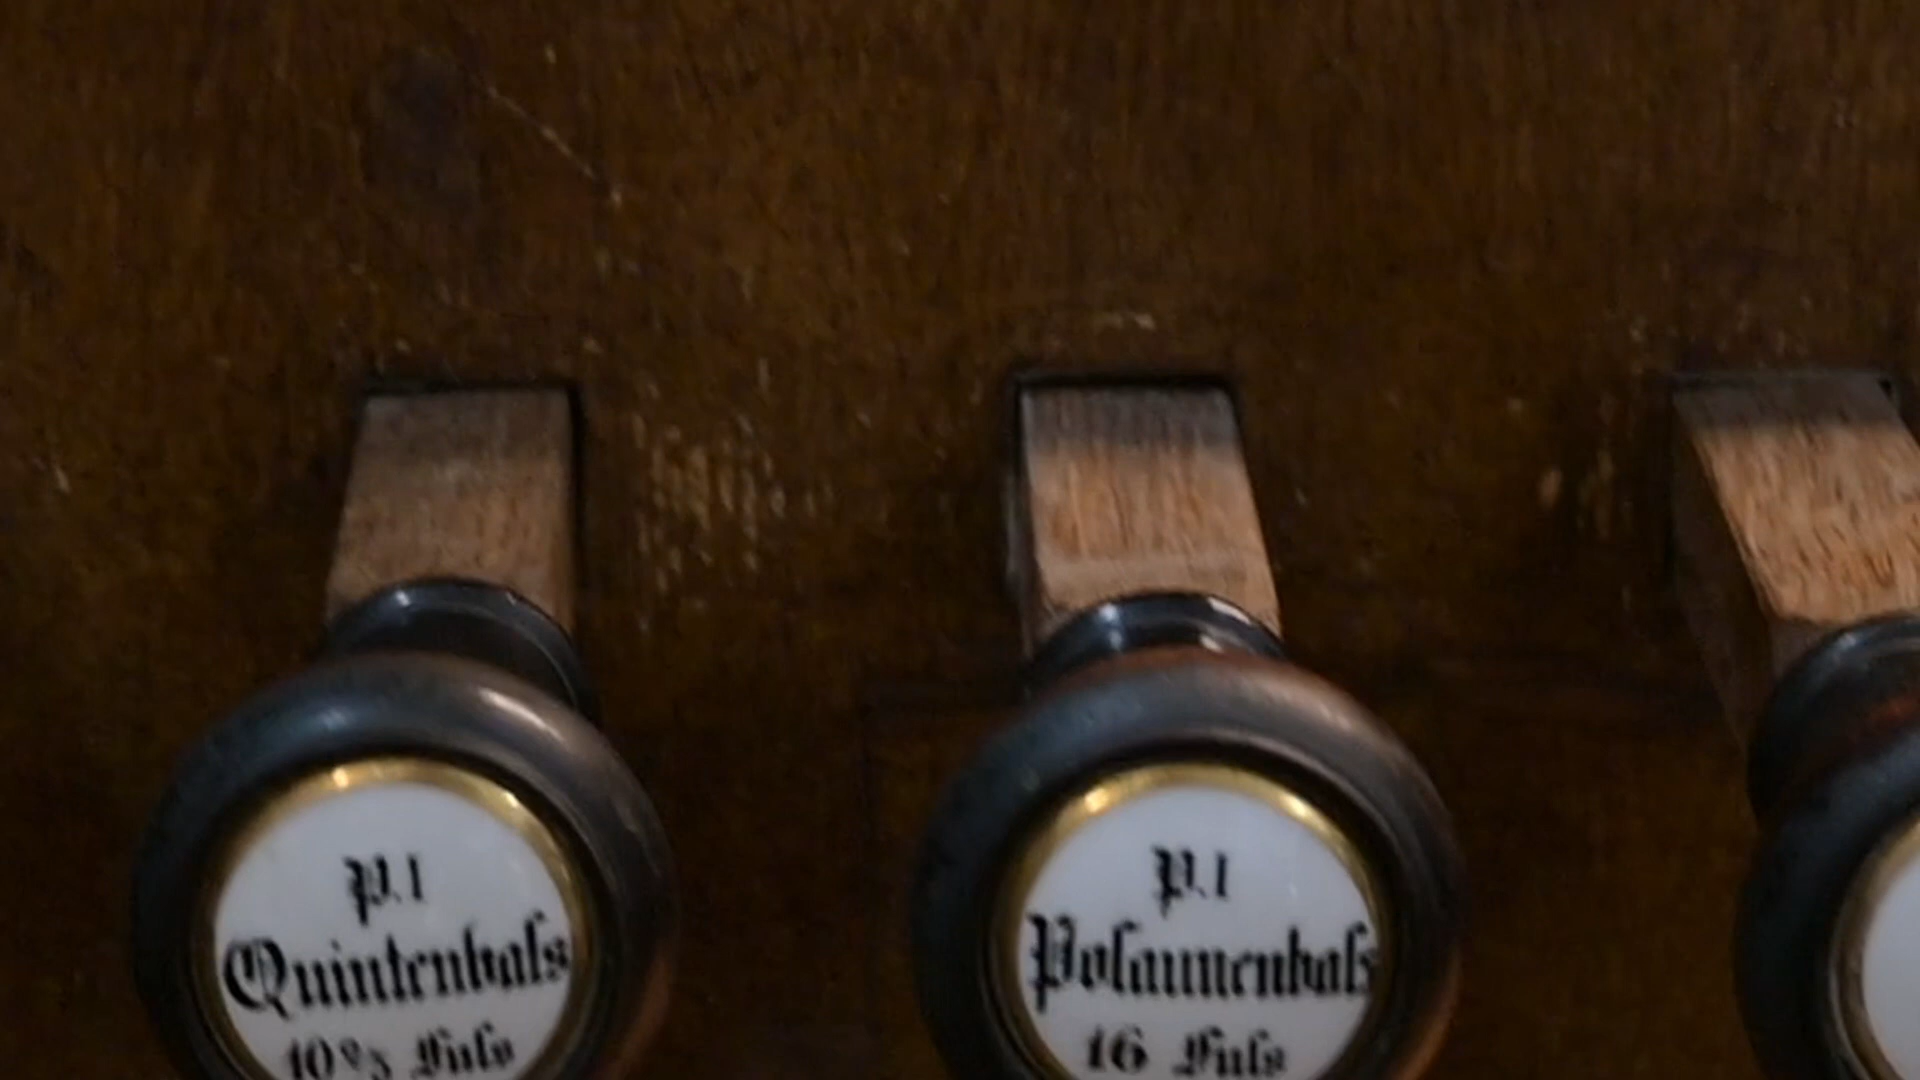 P. I
Quintenbaſs
10⅔ Fuſs
P. I
Poſaunenbaſs
16 Fuſs